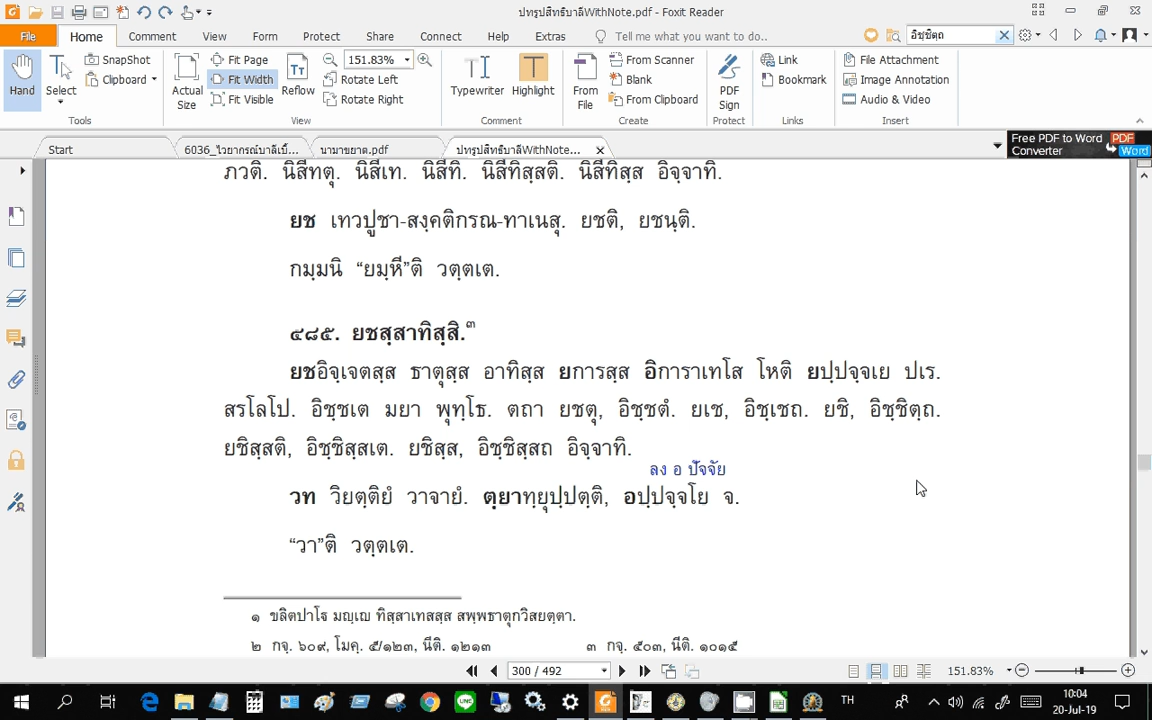 ปทรูปสิทธิบาลีWithNote.pdf - Foxit Reader
File Home Comment View Form Protect Share Connect Help Extras Tell me what you want to do.. อิชฺชิตฺถ
Hand Select SnapShot Clipboard Actual Size Fit Page Fit Width Fit Visible Reflow 151.83% Rotate Left Rotate Right Typewriter Highlight From File From Scanner Blank From Clipboard PDF Sign Link Bookmark File Attachment Image Annotation Audio & Video
Tools View Comment Create Protect Links Insert
Start 6036_ไวยากรณ์บาลีเบื้... นามาขยาต.pdf ปทรูปสิทธิบาลีWithNote... Free PDF to Word Converter PDF Word
ภวติ. นิสีทตุ. นิสีเท. นิสีทิ. นิสีทิสฺสติ. นิสีทิสฺส อิจฺจาทิ.
ยช เทวปูชา-สงฺคติกรณ-ทาเนสุ. ยชติ, ยชนฺติ.
กมฺมนิ “ยมฺหี”ติ วตฺตเต.
๔๘๕. ยชสฺสาทิสฺสิ.๓
ยชอิจฺเจตสฺส ธาตุสฺส อาทิสฺส ยการสฺส อิการาเทโส โหติ ยปฺปจฺจเย ปเร.
สรโลโป. อิชฺชเต มยา พุทฺโธ. ตถา ยชตุ, อิชฺชตํ. ยเช, อิชฺเชถ. ยชิ, อิชฺชิตฺถ.
ยชิสฺสติ, อิชฺชิสฺสเต. ยชิสฺส, อิชฺชิสฺสถ อิจฺจาทิ.
ลง อ ปัจจัย
วท วิยตฺติยํ วาจายํ. ตฺยาทฺยุปฺปตฺติ, อปฺปจฺจโย จ.
“วา”ติ วตฺตเต.
๑ ขลิตปาโฐ มญฺเญ ทิสฺสาเทสสฺส สพฺพธาตุกวิสยตฺตา.
๒ กจฺ. ๖๐๙, โมคฺ. ๕/๑๒๓, นีติ. ๑๒๑๓ ๓ กจฺ. ๕๐๓, นีติ. ๑๐๑๕
300 / 492 151.83%
TH 10:04
20-Jul-19